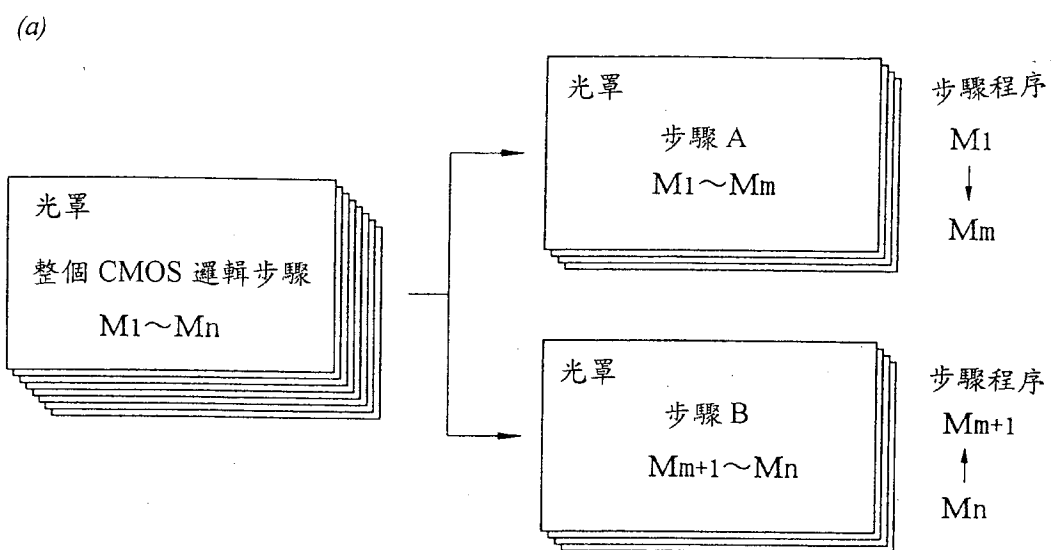 (a)
光罩
整個 CMOS 邏輯步驟
M1～Mn
光罩
步驟 A
M1～Mm
步驟程序
M1
Mm
光罩
步驟 B
Mm+1～Mn
步驟程序
Mm+1
Mn